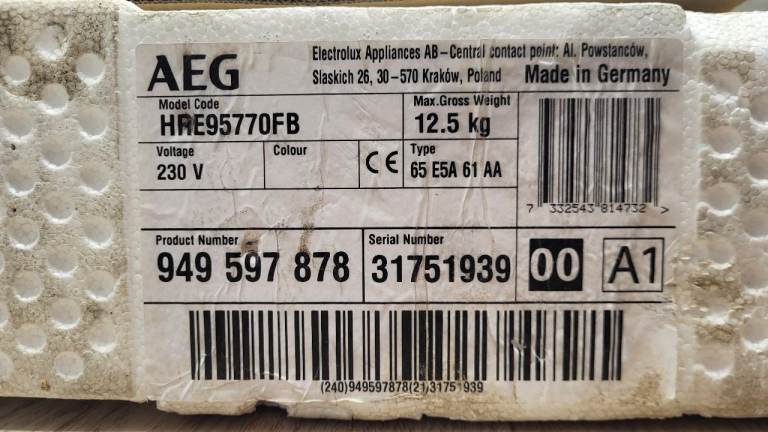 AEG
Electrolux Appliances AB – Central contact point: Al. Powstanców,
Slaskich 26, 30 – 570 Kraków, Poland
Made in Germany
Model Code
HRE95770FB
Max.Gross Weight
12.5 kg
Voltage
230 V
Colour
CE
Type
65 E5A 61 AA
7 332543 814732 >
Product Number
949 597 878
Serial Number
31751939
00
A1
(240)949597878(21)31751939